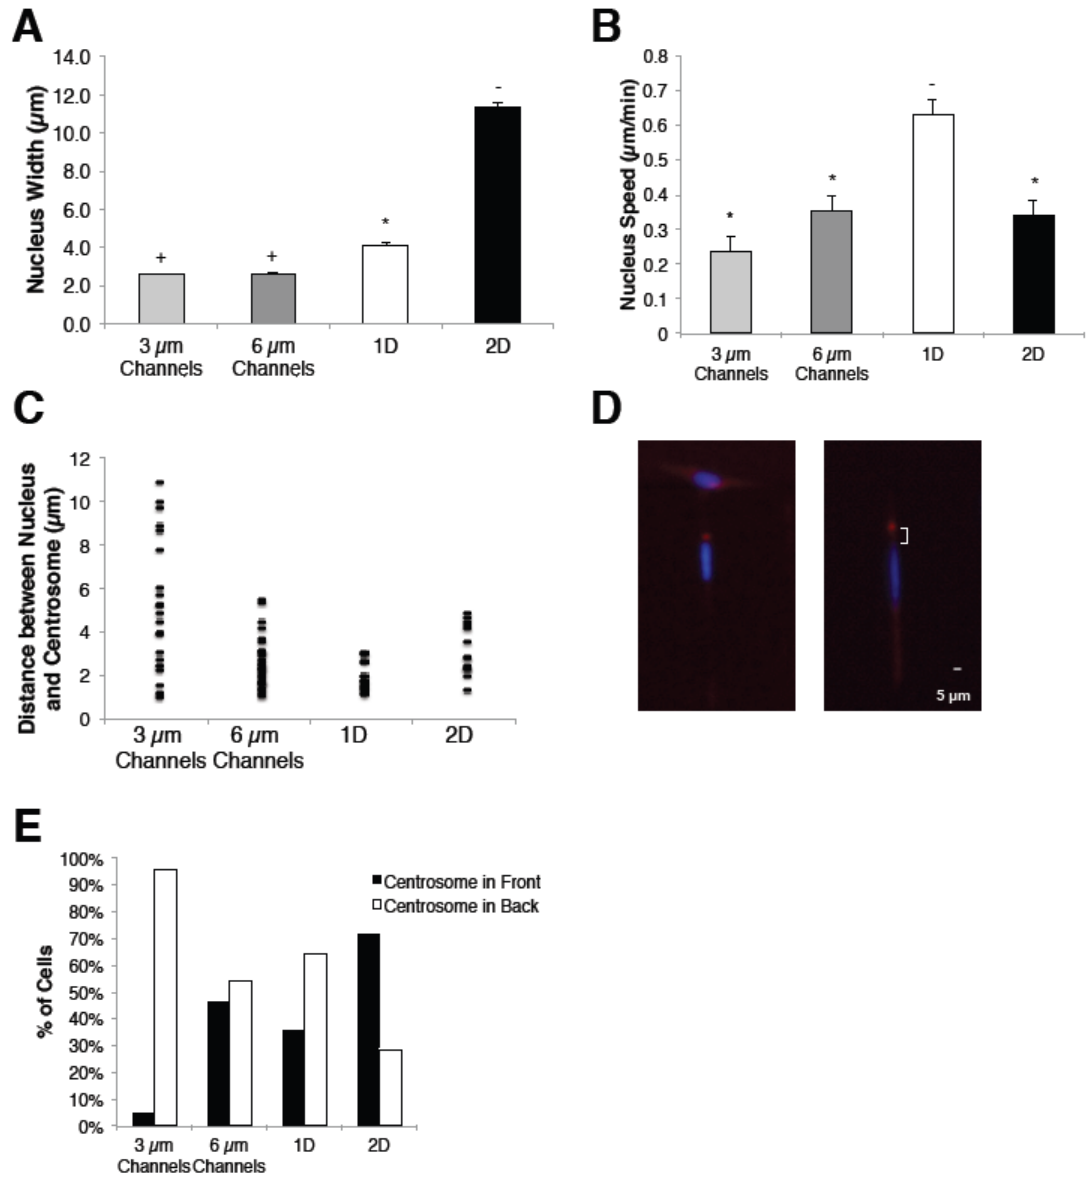 A
Nucleus Width (µm)
14.0
12.0
10.0
8.0
6.0
4.0
2.0
0.0
+
+
*
-
3 µm
Channels
6 µm
Channels
1D
2D
B
Nucleus Speed (µm/min)
0.8
0.7
0.6
0.5
0.4
0.3
0.2
0.1
0
*
*
-
*
3 µm
Channels
6 µm
Channels
1D
2D
C
Distance between Nucleus
and Centrosome (µm)
12
10
8
6
4
2
0
3 µm
Channels
6 µm
Channels
1D
2D
D
5 µm
E
% of Cells
100%
90%
80%
70%
60%
50%
40%
30%
20%
10%
0%
Centrosome in Front
Centrosome in Back
3 µm
Channels
6 µm
Channels
1D
2D